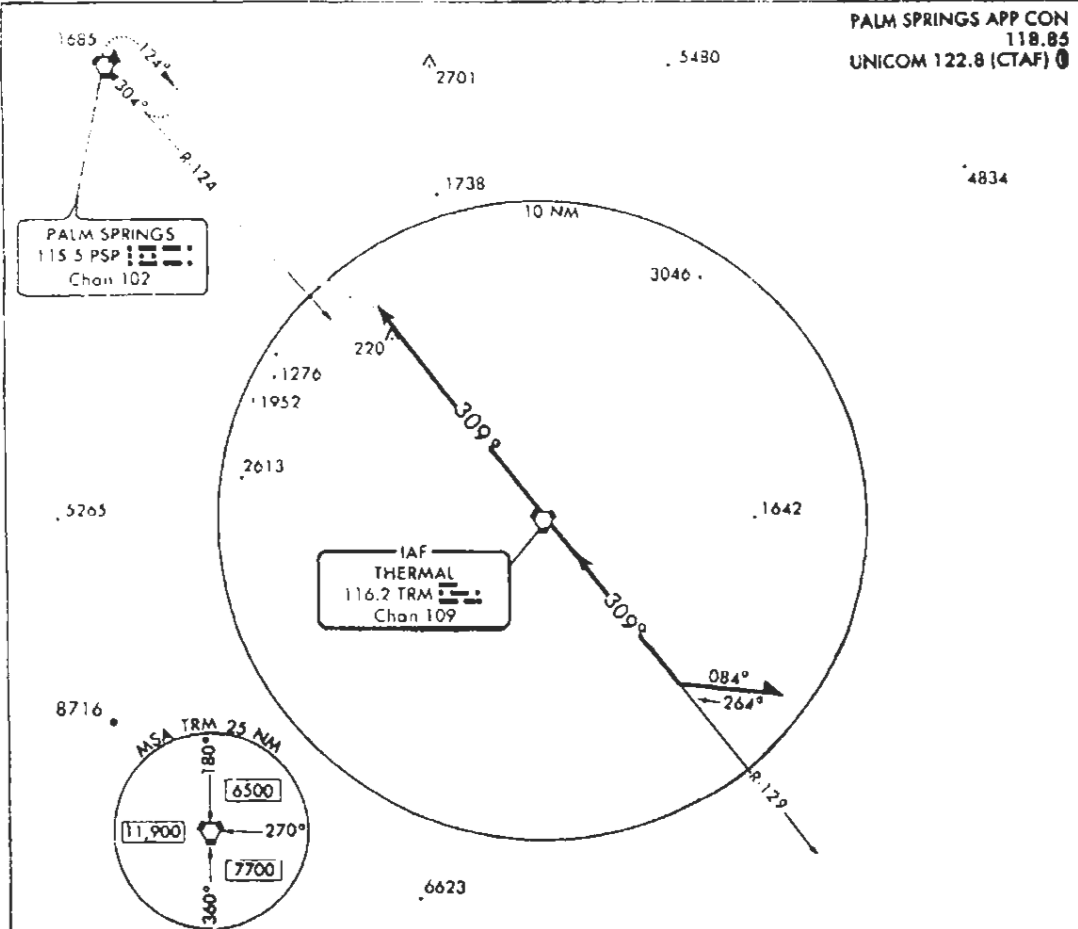 PALM SPRINGS APP CON
118.85
UNICOM 122.8 (CTAF)
1685
124°
304°
R-124
2701
5480
4834
1738
10 NM
PALM SPRINGS
115.5 PSP
Chan 102
3046
220
1276
1952
309°
2613
5265
1642
IAF
THERMAL
116.2 TRM
Chan 109
309°
084°
264°
8716
MSA TRM 25 NM
180°
6500
11,900
270°
7700
360°
R-129
6623